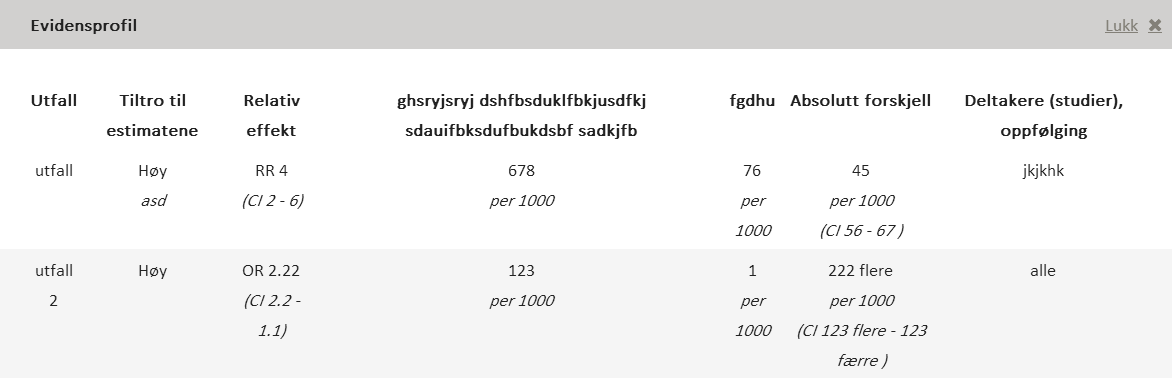 Evidensprofil
Lukk ✖
Utfall
Tiltro til
estimatene
Relativ
effekt
ghsryjsryj dshfbsduklfbkjusdfkj
sdauifbksdufbukdsbf sadkjfb
fgdhu
Absolutt forskjell
Deltakere (studier),
oppfølging
utfall
Høy
asd
RR 4
(CI 2 - 6)
678
per 1000
76
per
1000
45
per 1000
(CI 56 - 67 )
jkjkhk
utfall
2
Høy
OR 2.22
(CI 2.2 -
1.1)
123
per 1000
1
per
1000
222 flere
per 1000
(CI 123 flere - 123
færre )
alle